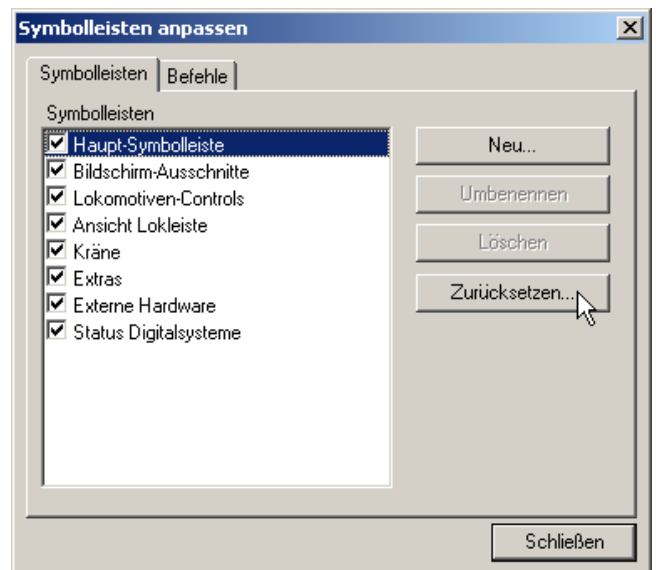 Symbolleisten anpassen
Symbolleisten
Befehle
Symbolleisten
Haupt-Symbolleiste
Bildschirm-Ausschnitte
Lokomotiven-Controls
Ansicht Lokleiste
Kräne
Extras
Externe Hardware
Status Digitalsysteme
Neu...
Umbenennen
Löschen
Zurücksetzen...
Schließen